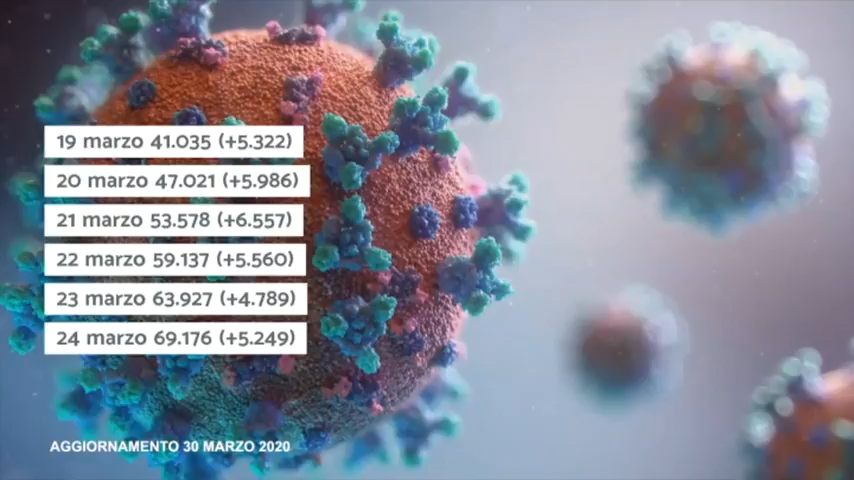 19 marzo 41.035 (+5.322)
20 marzo 47.021 (+5.986)
21 marzo 53.578 (+6.557)
22 marzo 59.137 (+5.560)
23 marzo 63.927 (+4.789)
24 marzo 69.176 (+5.249)
AGGIORNAMENTO 30 MARZO 2020